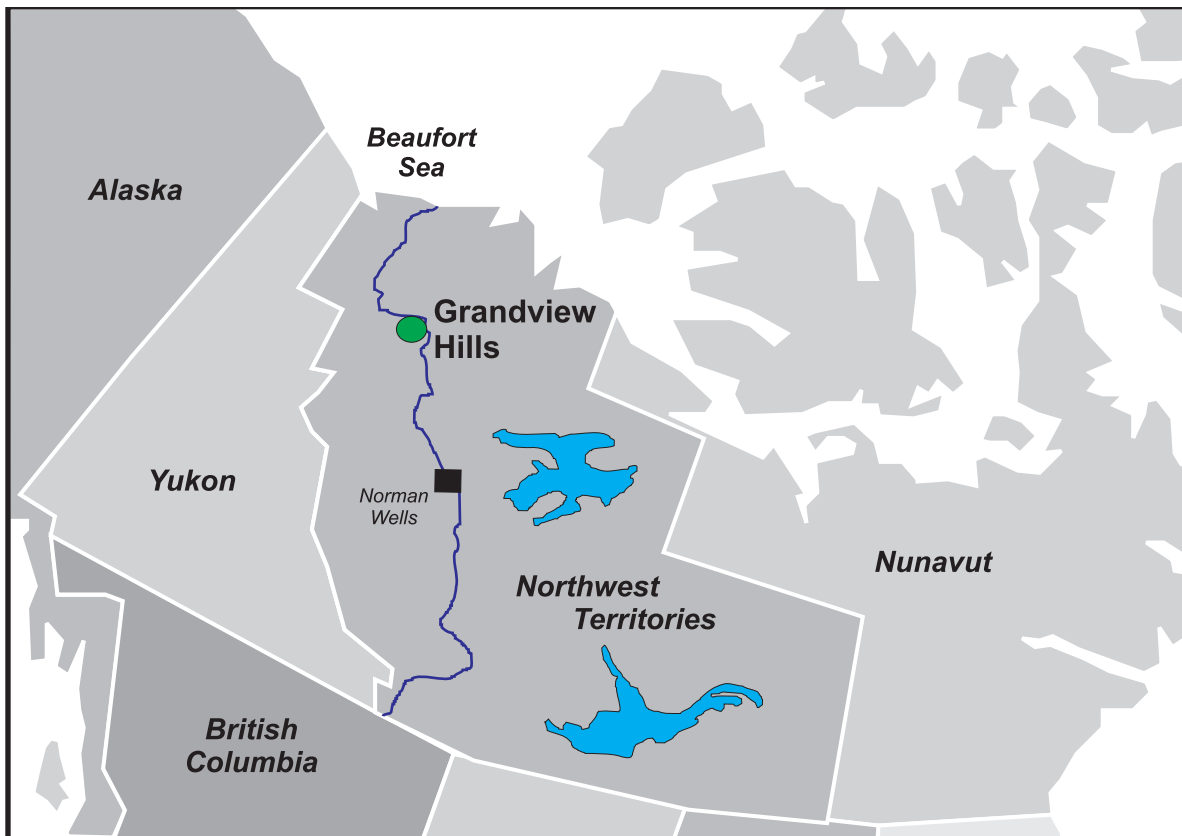 Beaufort
Sea
Alaska
Grandview
Hills
Yukon
Norman
Wells
Nunavut
Northwest
Territories
British
Columbia